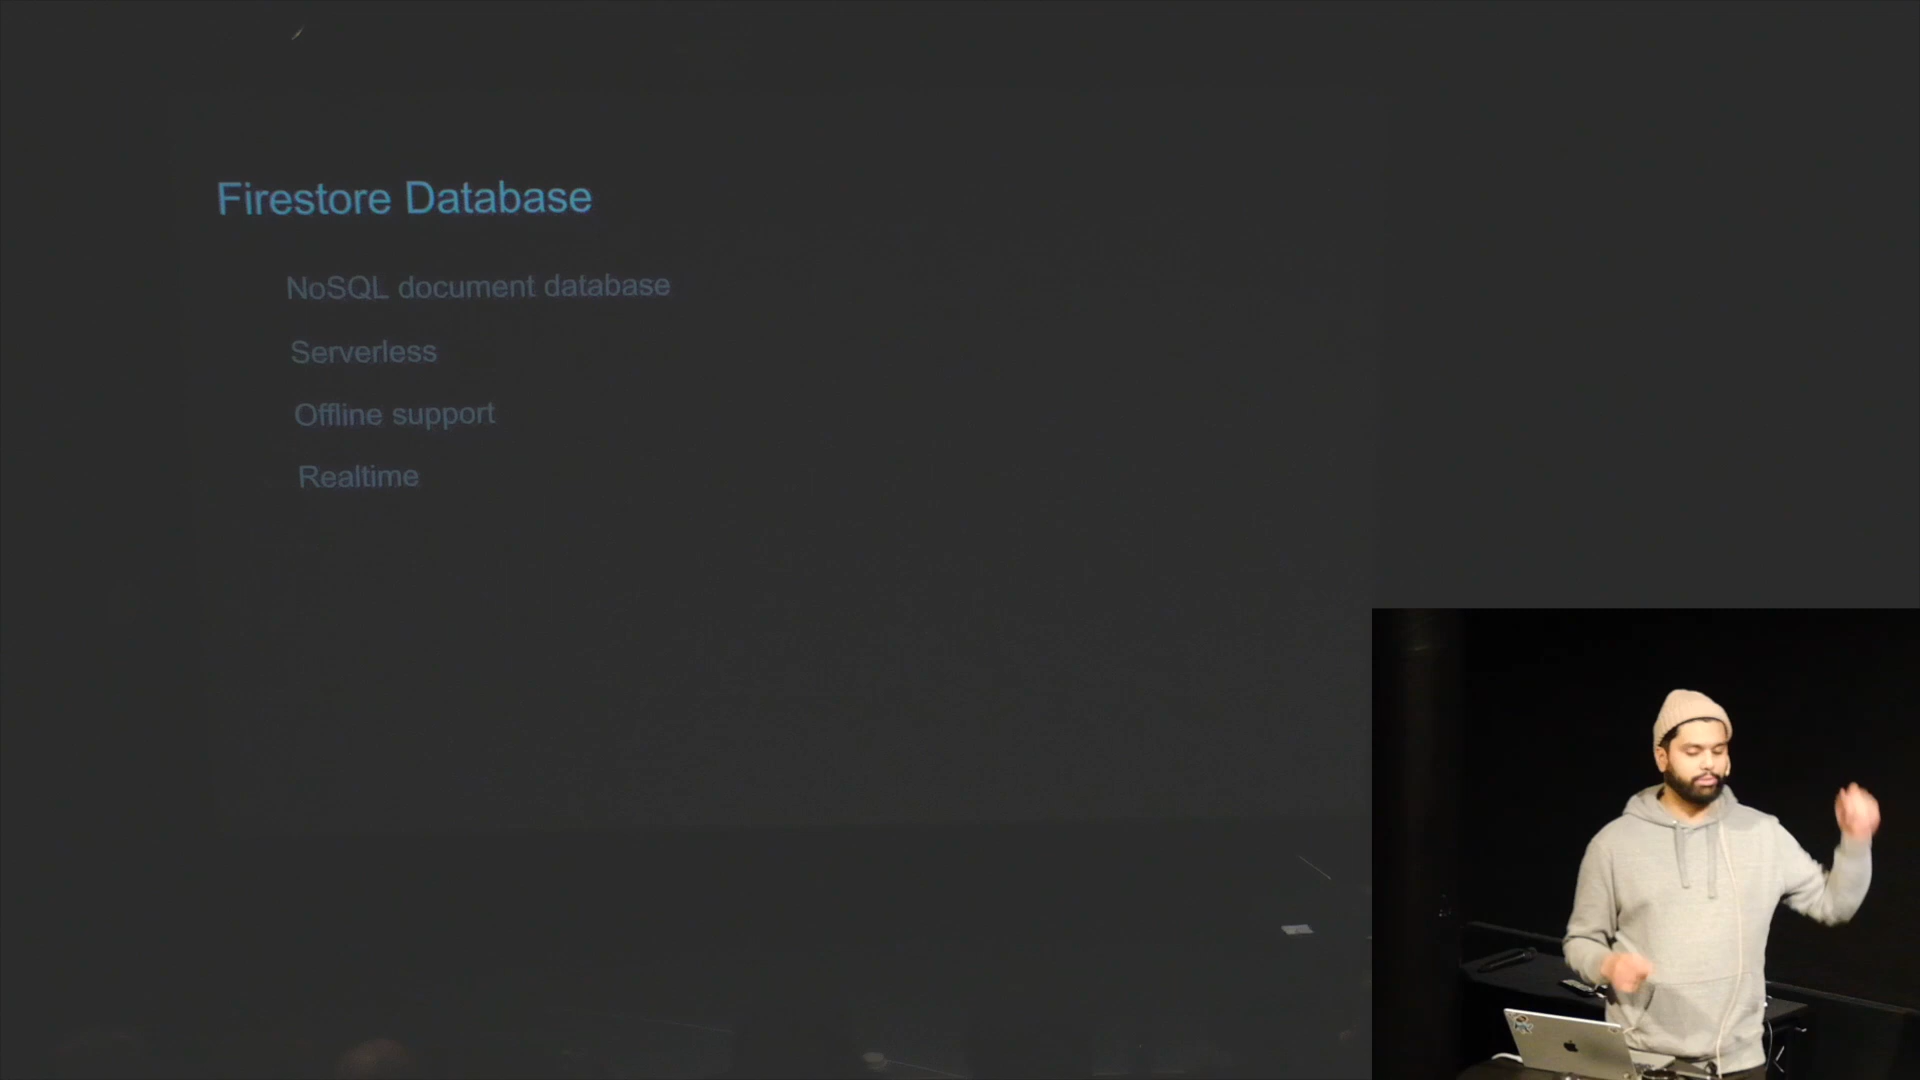 Firestore Database
NoSQL document database
Serverless
Offline support
Realtime